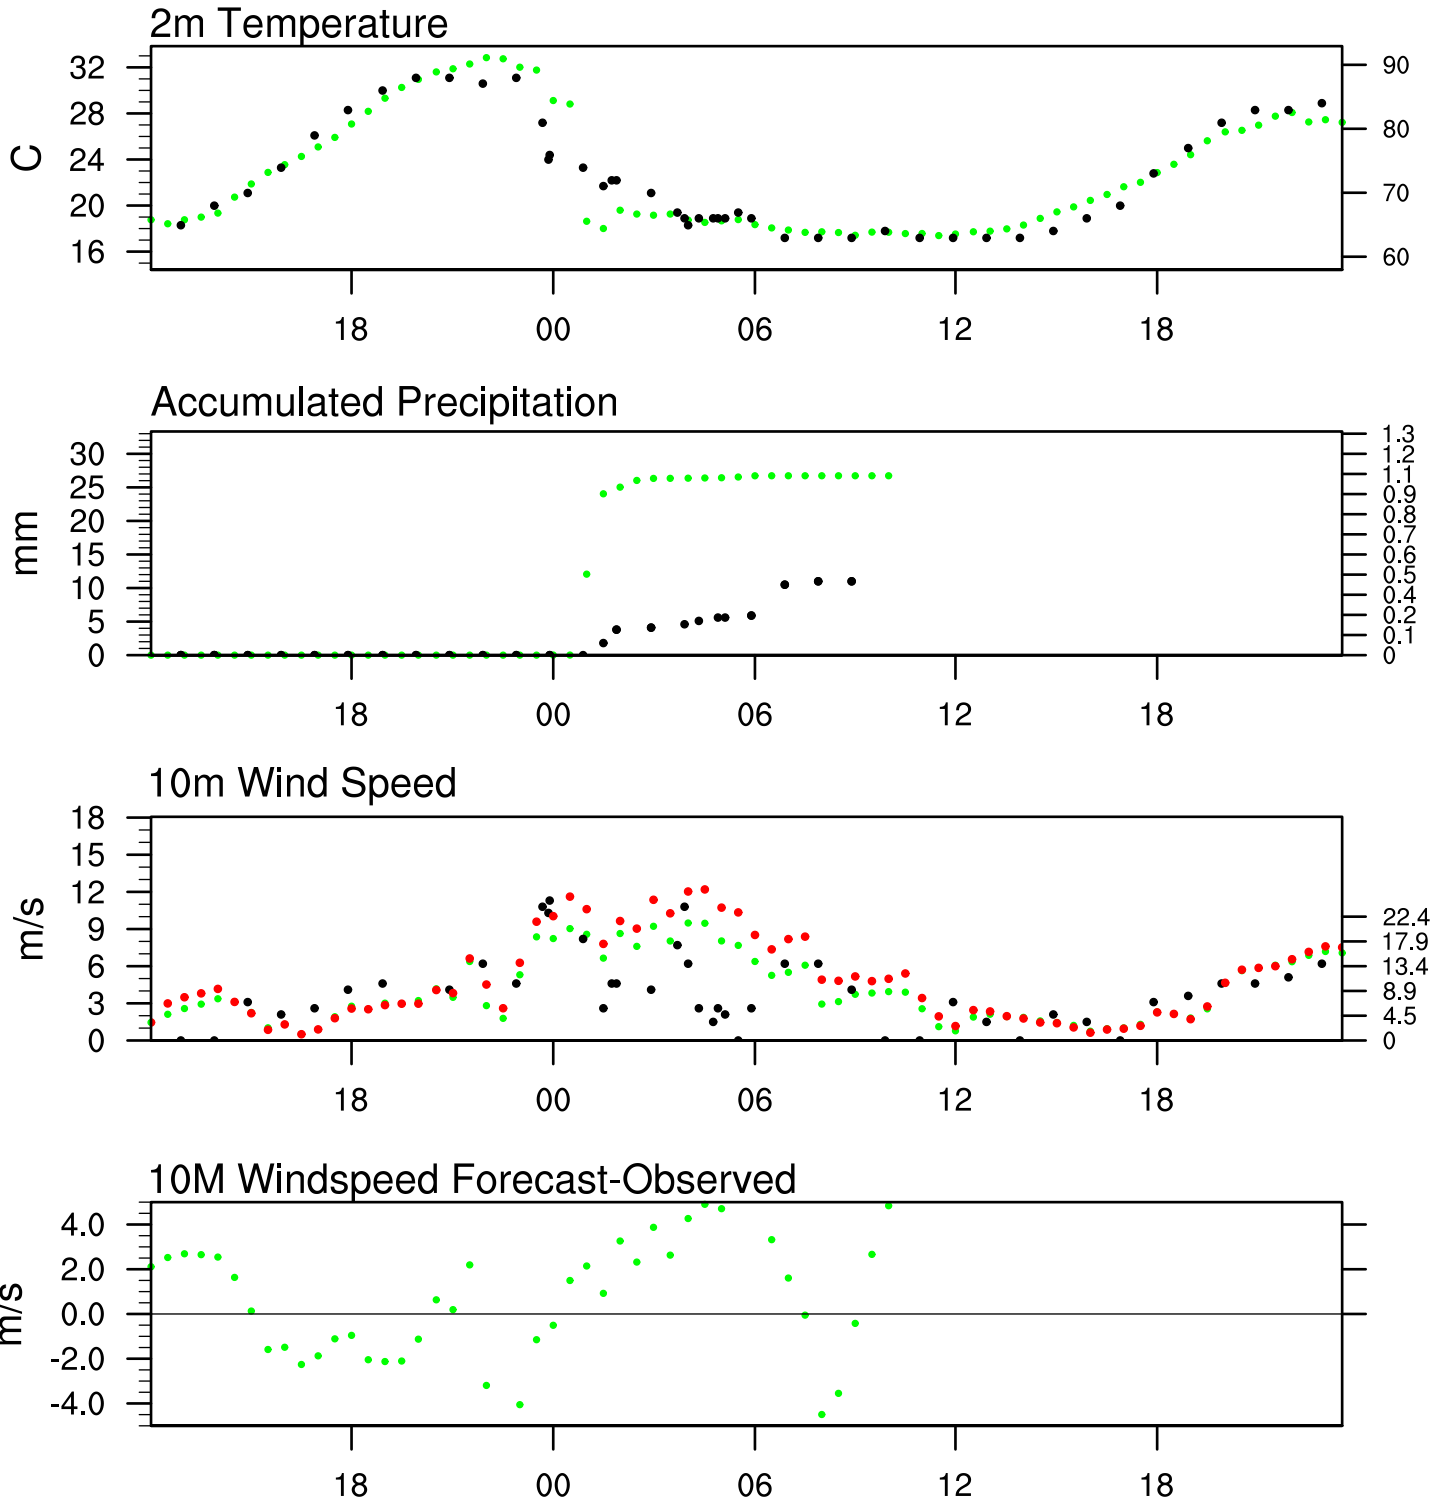 2m Temperature
32 90
28
80
C 24
20 70
16 60
18 00 06 12 18
Accumulated Precipitation
1.3
30 1.2
25 1.1
0.9
20 0.8
mm 0.7
15 0.6
10 0.5
0.4
5 0.2
0.1
0 0
18 00 06 12 18
10m Wind Speed
18
15
12
m/s 9 22.4
17.9
6 13.4
3 8.9
4.5
0 0
18 00 06 12 18
10M Windspeed Forecast-Observed
4.0
2.0
m/s 0.0
-2.0
-4.0
18 00 06 12 18